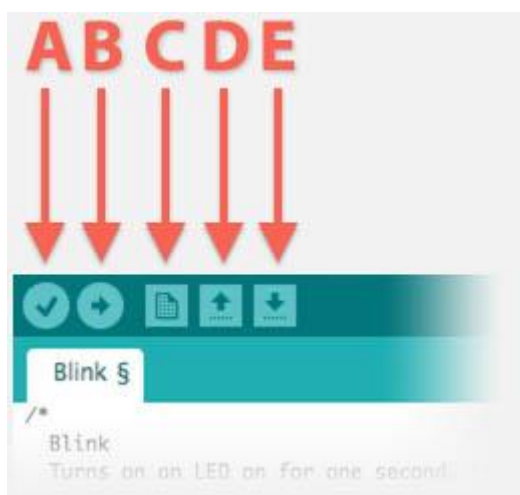 A B C D E
Blink §
/*
Blink
Turns on an LED on for one second,